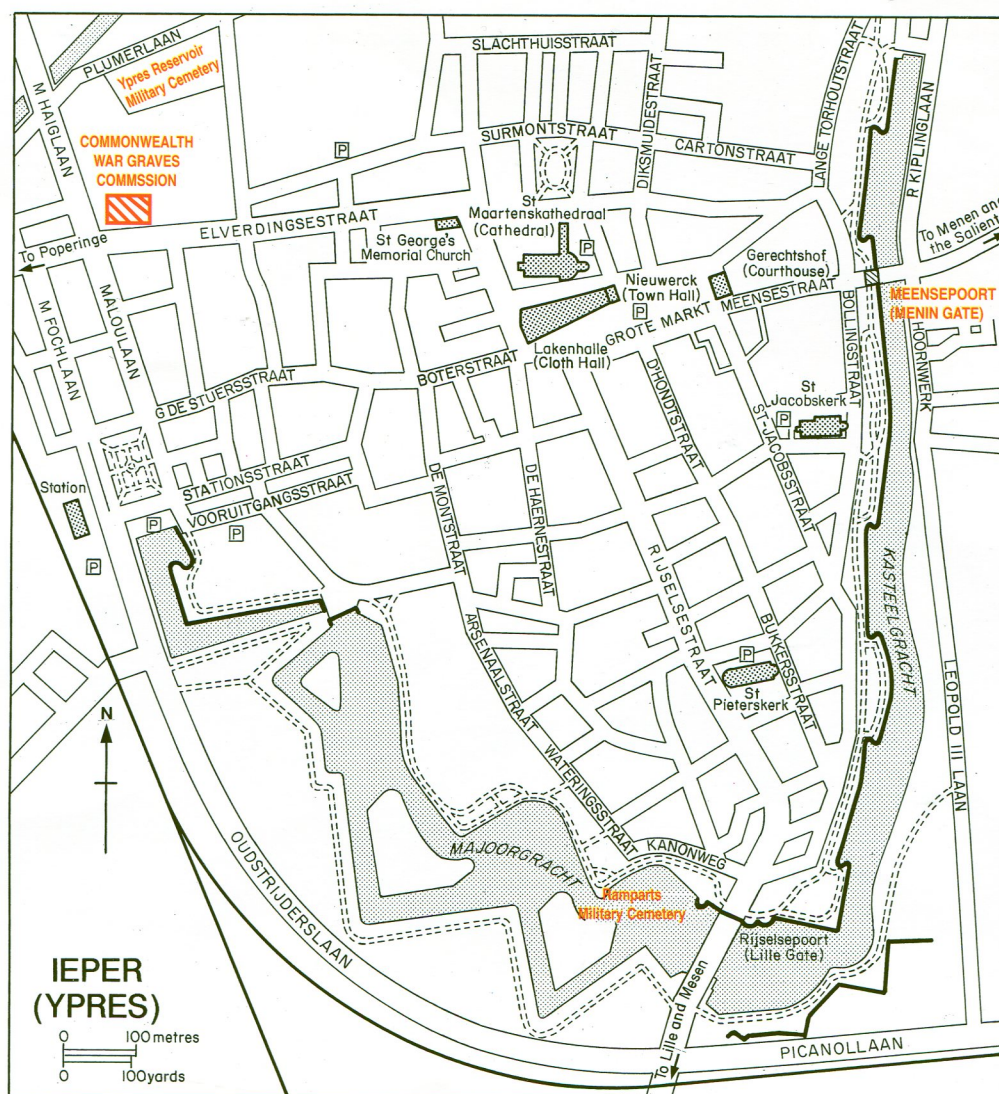 SLACHTHUISSTRAAT
PLUMERLAAN
Ypres Reservoir
Military Cemetery
M HAIGLAAN
COMMONWEALTH
WAR GRAVES
COMMSSION
P
SURMONTSTRAAT
DIKSMUIDESTRAAT
CARTONSTRAAT
LANGE TORHOUTSTRAAT
R KIPLINGLAAN
ELVERDINGSESTRAAT
St
Maartenskathedraal
(Cathedral)
St George's
Memorial Church
P
To Poperinge
To Menen and
the Salient
Gerechtshof
(Courthouse)
Nieuwerck
(Town Hall)
P
MEENSESTRAAT
GROTE MARKT
MEENSEPOORT
(MENIN GATE)
M FOCHLAAN
MALOULAAN
Lakenhalle
(Cloth Hall)
BOLLINGSTRAAT
HOORNWERK
G DE STUERSSTRAAT
BOTERSTRAAT
D'HONDTSTRAAT
ST-JACOBSSTRAAT
St
Jacobskerk
P
STATIONSSTRAAT
VOORUITGANGSSTRAAT
Station
P
P
P
DE MONTSTRAAT
DE HAERNESTRAAT
RIJSELSESTRAAT
BUKKERSSTRAAT
KASTEELGRACHT
ARSENAALSTRAAT
P
St
Pieterskerk
LEOPOLD III LAAN
N
WATERINGSSTRAAT
KANONWEG
MAJOORGRACHT
OUDSTRIJDERSLAAN
Ramparts
Military Cemetery
Rijselsepoort
(Lille Gate)
To Lille and Mesen
PICANOLLAAN
IEPER
(YPRES)
0 100 metres
0 100 yards